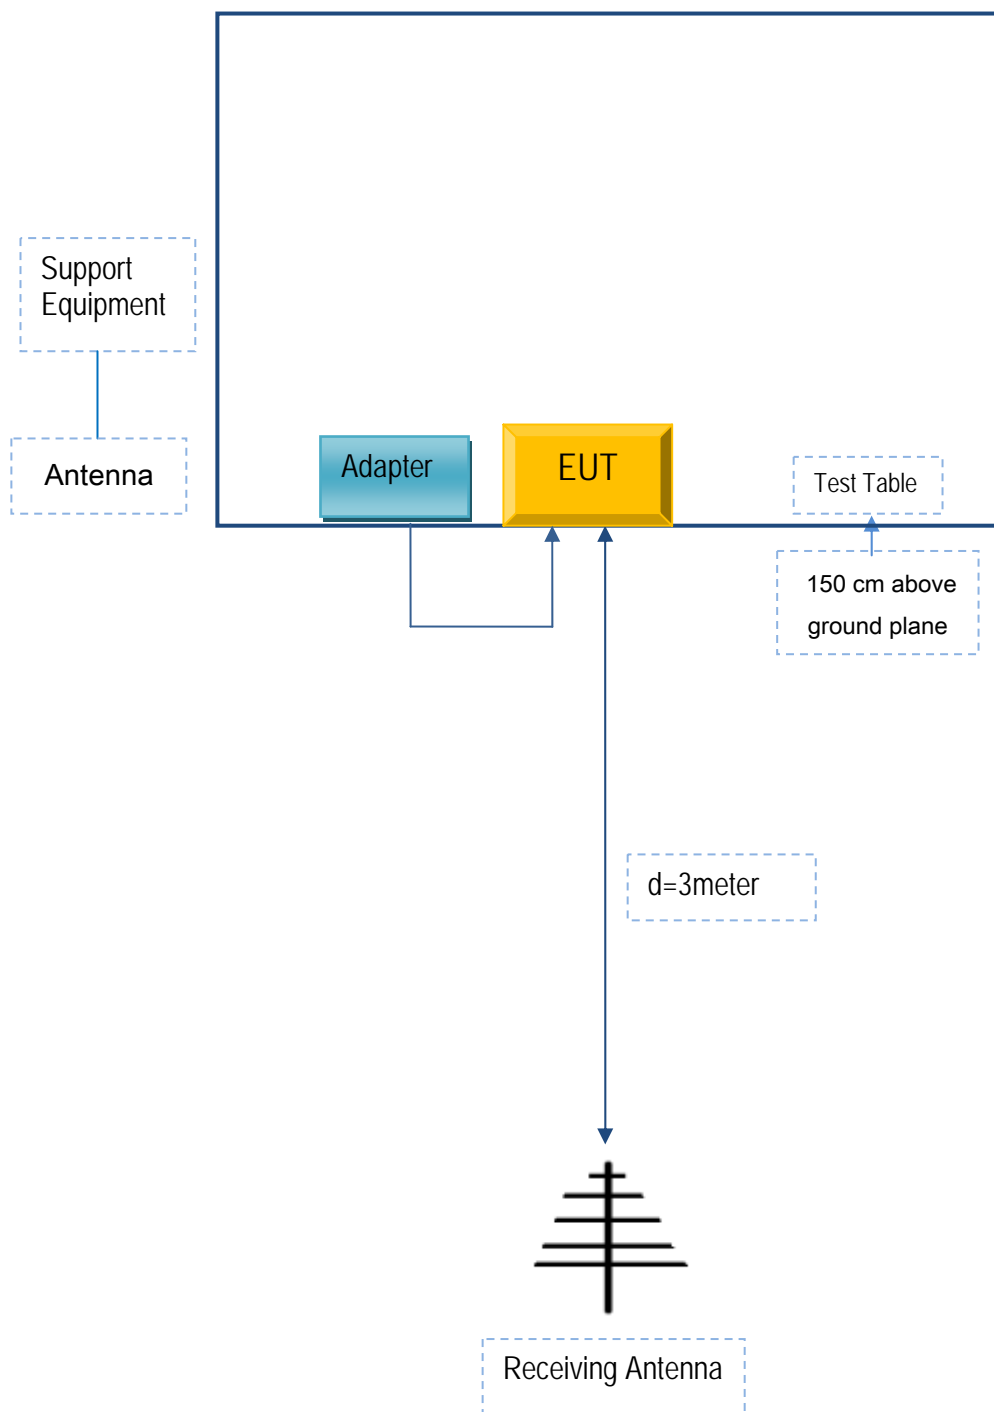 Support
Equipment
Antenna
Adapter
EUT
Test Table
150 cm above
ground plane
d=3meter
Receiving Antenna